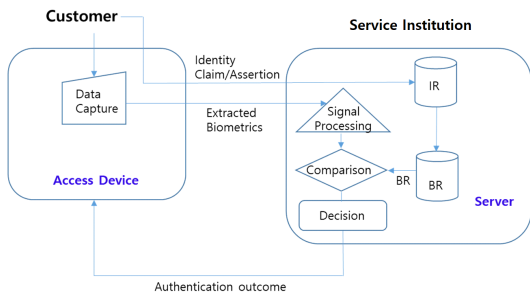 Customer
Service Institution
Identity
Claim/Assertion
IR
Data
Capture
Extracted
Biometrics
Signal
Processing
Access Device
Comparison
BR
BR
Server
Decision
Authentication outcome